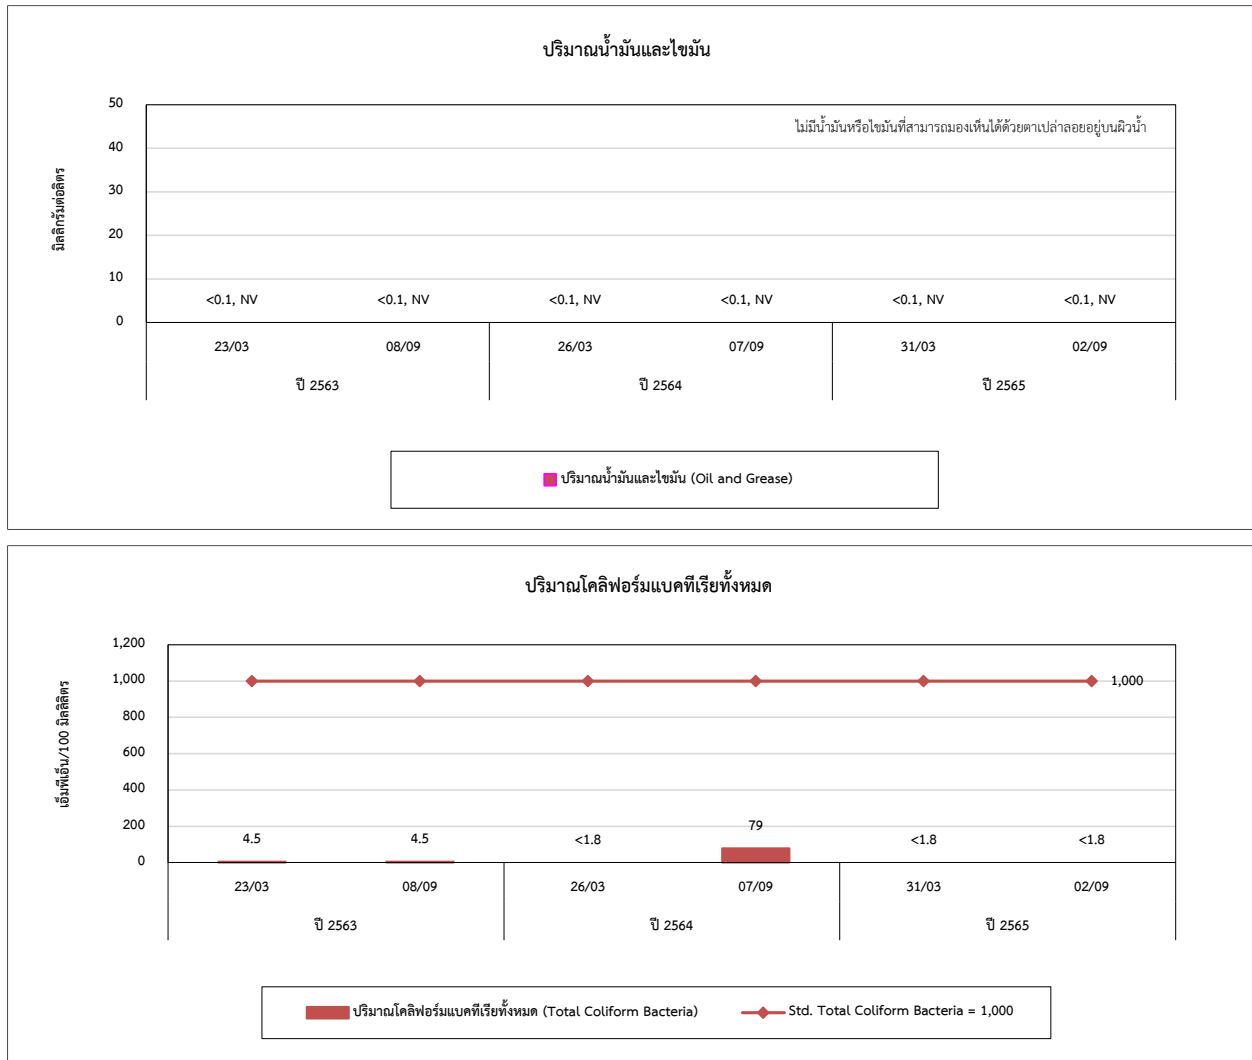 ปริมาณน้ำมันและไขมัน
ไม่มีน้ำมันหรือไขมันที่สามารถมองเห็นได้ด้วยตาเปล่าลอยอยู่บนผิวน้ำ
มิลลิกรัมต่อลิตร
50
40
30
20
10
0
<0.1, NV <0.1, NV <0.1, NV <0.1, NV <0.1, NV <0.1, NV
23/03 08/09 26/03 07/09 31/03 02/09
ปี 2563 ปี 2564 ปี 2565
ปริมาณน้ำมันและไขมัน (Oil and Grease)
ปริมาณโคลิฟอร์มแบคทีเรียทั้งหมด
เอ็มพีเอ็น/100 มิลลิลิตร
1,200
1,000
800
600
400
200
0
1,000
4.5 4.5 <1.8 79 <1.8 <1.8
23/03 08/09 26/03 07/09 31/03 02/09
ปี 2563 ปี 2564 ปี 2565
ปริมาณโคลิฟอร์มแบคทีเรียทั้งหมด (Total Coliform Bacteria) Std. Total Coliform Bacteria = 1,000